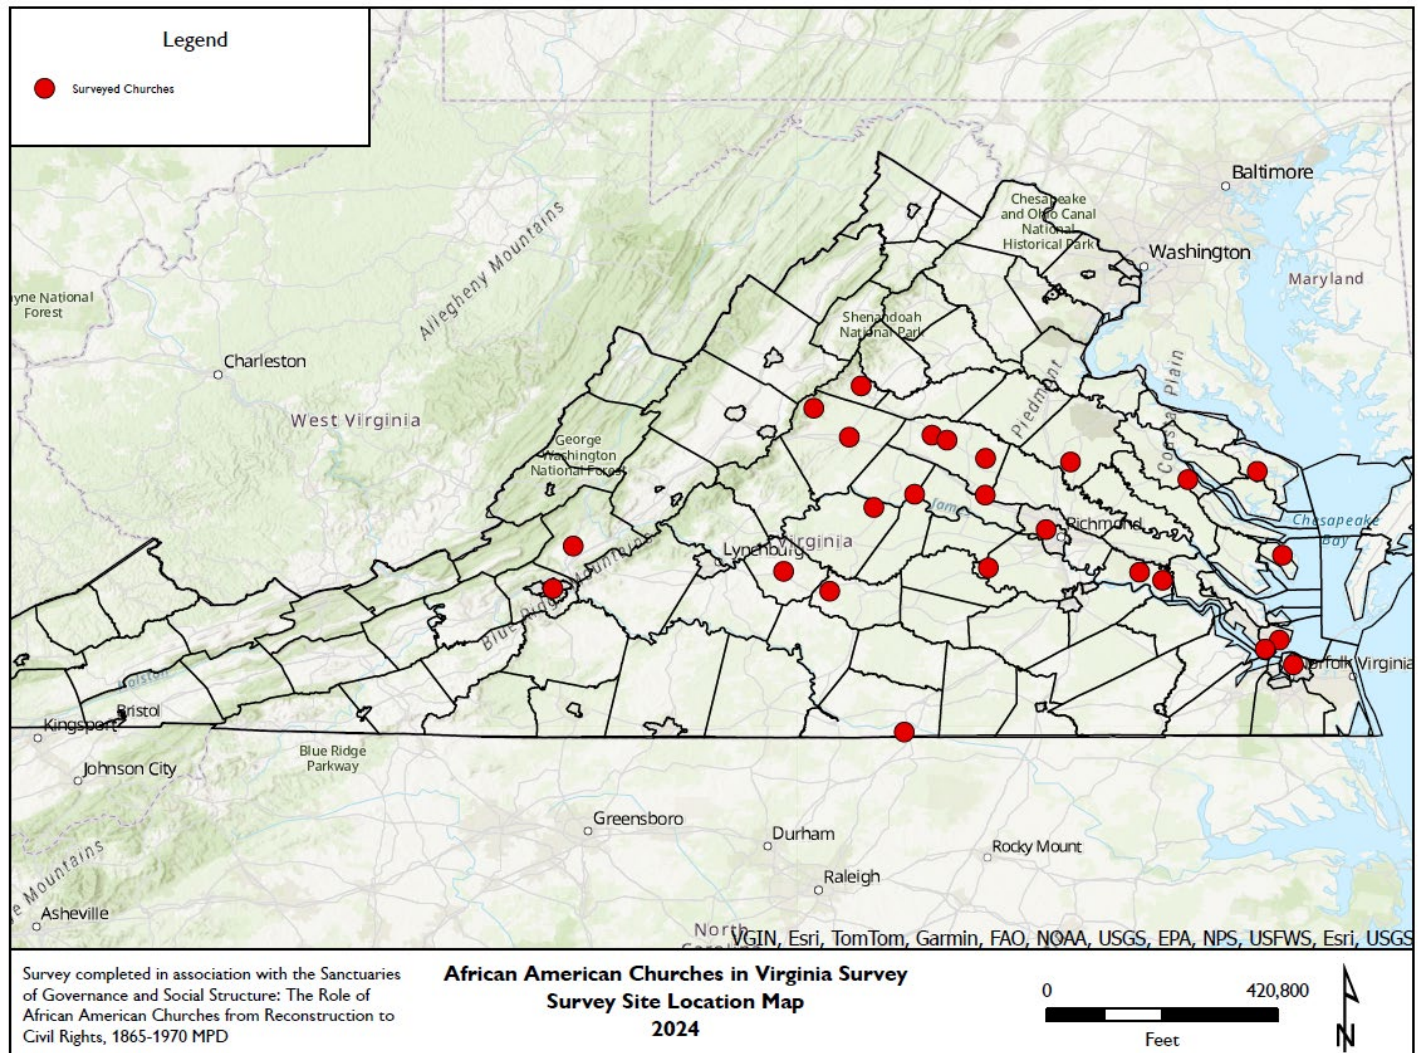 Legend
Surveyed Churches
Baltimore
Chesapeake
and Ohio Canal
National
Historical Park
Washington
Maryland
Allegheny Mountains
yne National
Forest
Shenandoah
National Park
Charleston
West Virginia
Piedmont
Coastal Plain
George
Washington
National Forest
James
Richmond
Chesapeake
Bay
Virginia
Lynchburg
Blue Ridge Mountains
Norfolk Virginia
Holston
Bristol
Kingsport
Blue Ridge
Parkway
Johnson City
Greensboro
Durham
Rocky Mount
Raleigh
e Mountains
Asheville
North
Carolina
VGIN, Esri, TomTom, Garmin, FAO, NOAA, USGS, EPA, NPS, USFWS, Esri, USGS
Survey completed in association with the Sanctuaries
of Governance and Social Structure: The Role of
African American Churches from Reconstruction to
Civil Rights, 1865-1970 MPD
African American Churches in Virginia Survey
Survey Site Location Map
2024
0 420,800
Feet
N